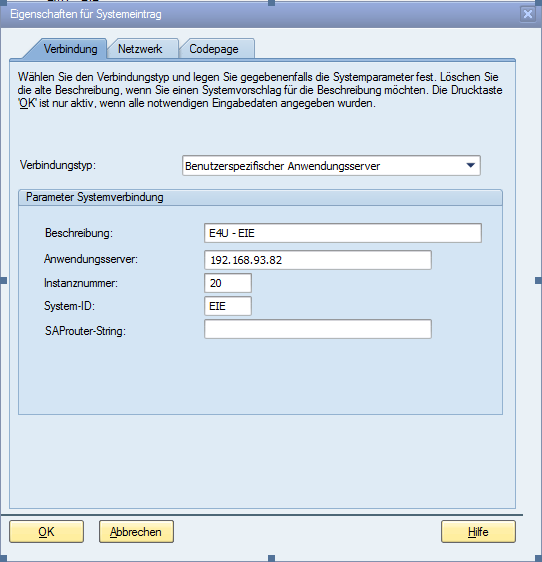 Eigenschaften für Systemeintrag
Verbindung Netzwerk Codepage
Wählen Sie den Verbindungstyp und legen Sie gegebenenfalls die Systemparameter fest. Löschen Sie
die alte Beschreibung, wenn Sie einen Systemvorschlag für die Beschreibung möchten. Die Drucktaste
'OK' ist nur aktiv, wenn alle notwendigen Eingabedaten angegeben wurden.
Verbindungstyp: Benutzerspezifischer Anwendungsserver
Parameter Systemverbindung
Beschreibung: E4U - EIE
Anwendungsserver: 192.168.93.82
Instanznummer: 20
System-ID: EIE
SAProuter-String:
OK Abbrechen Hilfe